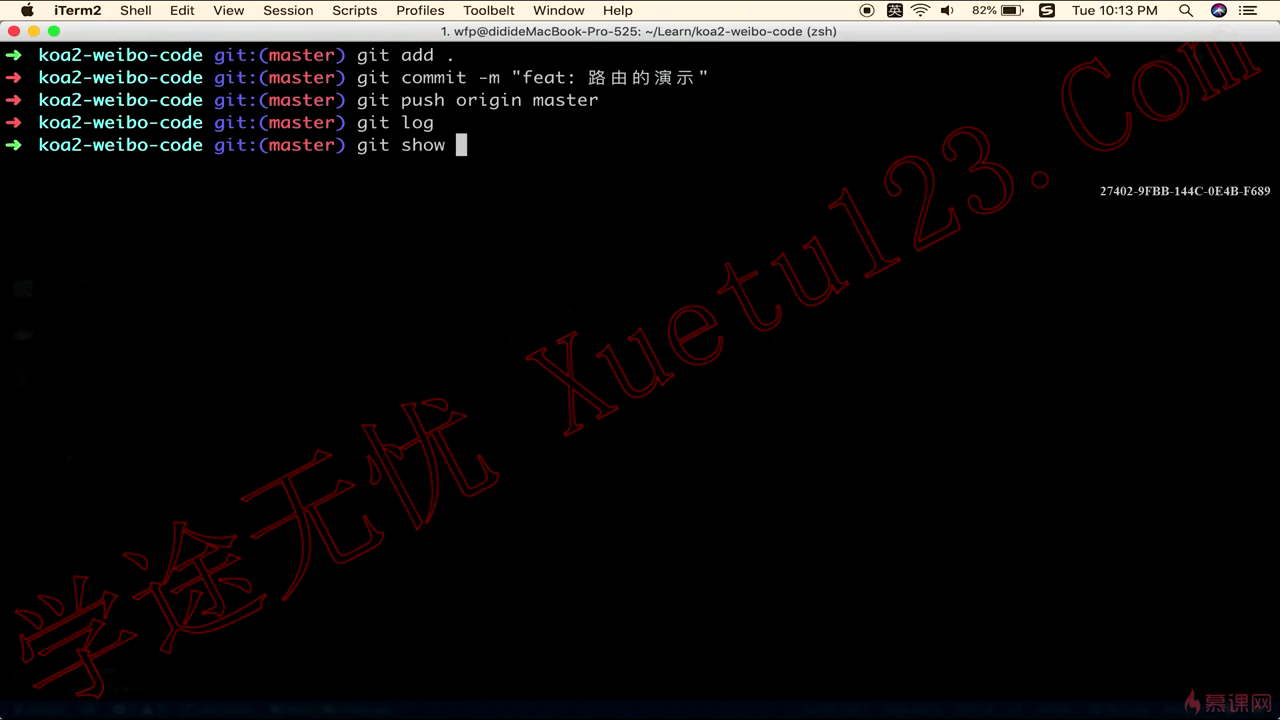 iTerm2 Shell Edit View Session Scripts Profiles Toolbelt Window Help 英 82% S Tue 10:13 PM
1. wfp@didideMacBook-Pro-525: ~/Learn/koa2-weibo-code (zsh)
➜ koa2-weibo-code git:(master) git add .
➜ koa2-weibo-code git:(master) git commit -m "feat: 路由的演示"
➜ koa2-weibo-code git:(master) git push origin master
➜ koa2-weibo-code git:(master) git log
➜ koa2-weibo-code git:(master) git show
27402-9FBB-144C-0E4B-F689
学途无忧 Xuetu123.Com
慕课网